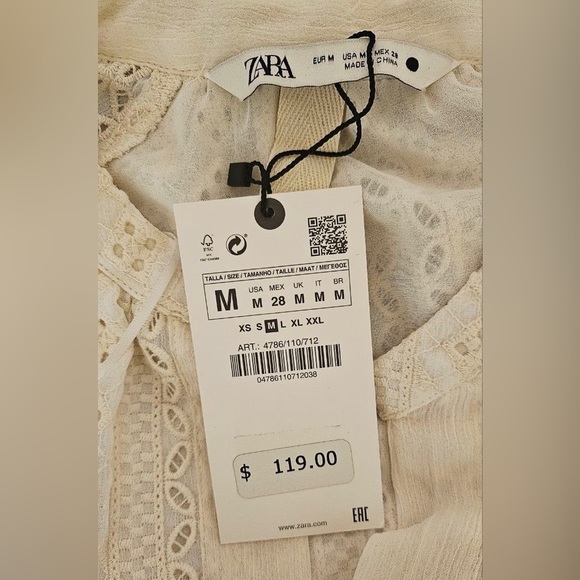 ZARA
EUR M USA M MEX 28
MADE CHINA
FSC
TALLA / SIZE / TAMANHO / TAILLE / MAAT / ΜΕΓΕΘΟΣ
USA MEX UK IT BR
M M 28 M M M
XS S M L XL XXL
ART.: 4786/110/712
04786110712038
$ 119.00
www.zara.com
EAC